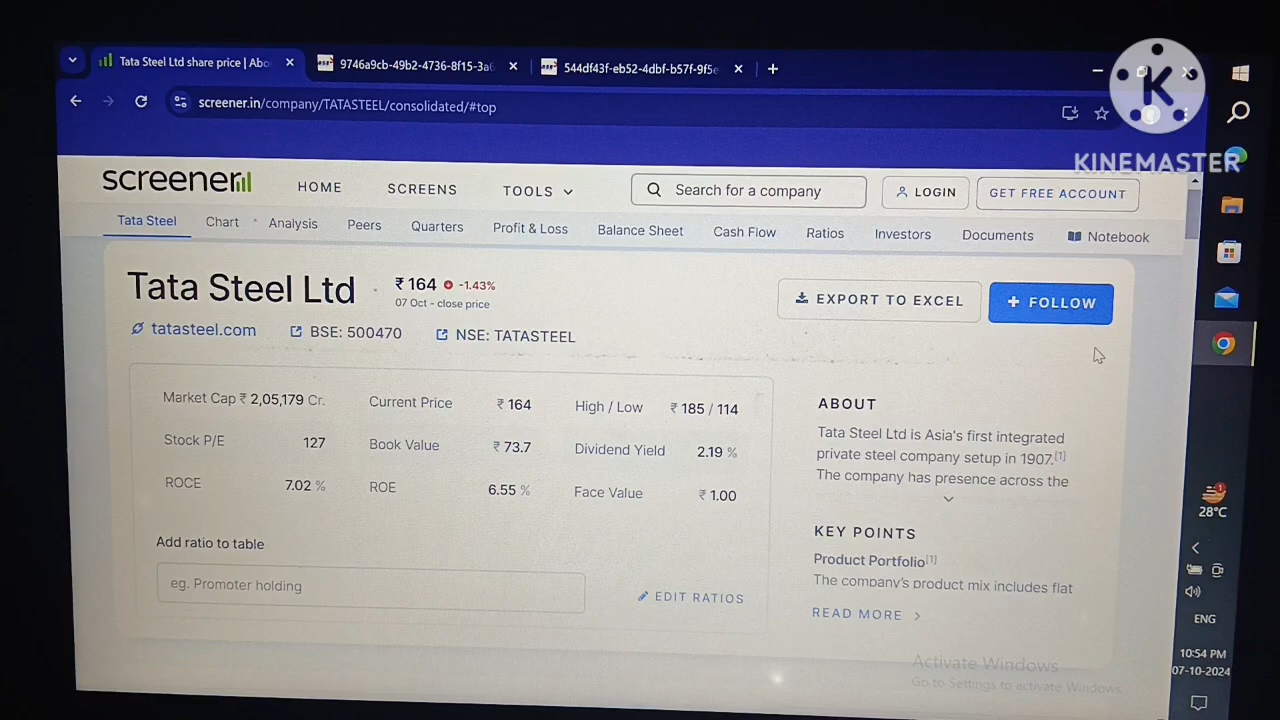 Tata Steel Ltd share price | Abo
9746a9cb-49b2-4736-8f15-3a6
544df43f-eb52-4dbf-b57f-9f5e
screener.in/company/TATASTEEL/consolidated/#top
KINEMASTER
screener
HOME
SCREENS
TOOLS
Search for a company
LOGIN
GET FREE ACCOUNT
Tata Steel
Chart
Analysis
Peers
Quarters
Profit & Loss
Balance Sheet
Cash Flow
Ratios
Investors
Documents
Notebook
Tata Steel Ltd
₹ 164 -1.43%
07 Oct - close price
EXPORT TO EXCEL
+ FOLLOW
tatasteel.com
BSE: 500470
NSE: TATASTEEL
Market Cap ₹ 2,05,179 Cr.
Current Price ₹ 164
High / Low ₹ 185 / 114
Stock P/E 127
Book Value ₹ 73.7
Dividend Yield 2.19 %
ROCE 7.02 %
ROE 6.55 %
Face Value ₹ 1.00
Add ratio to table
eg. Promoter holding
EDIT RATIOS
ABOUT
Tata Steel Ltd is Asia's first integrated
private steel company setup in 1907.[1]
The company has presence across the
KEY POINTS
Product Portfolio[1]
The company's product mix includes flat
READ MORE
Activate Windows
Go to Settings to activate Windows.
1
28°C
ENG
10:54 PM
07-10-2024